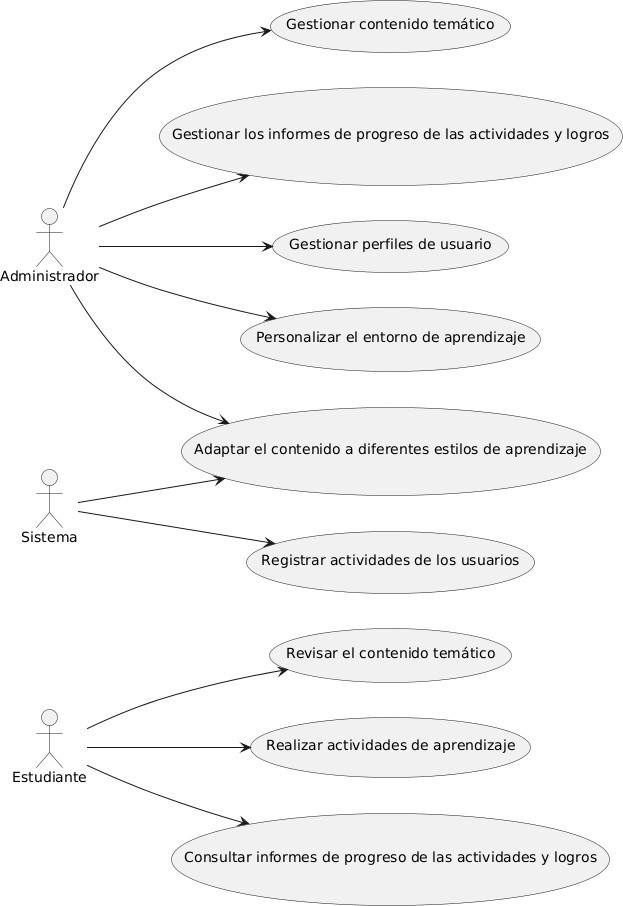 Gestionar contenido temático
Gestionar los informes de progreso de las actividades y logros
Gestionar perfiles de usuario
Administrador
Personalizar el entorno de aprendizaje
Adaptar el contenido a diferentes estilos de aprendizaje
Sistema
Registrar actividades de los usuarios
Revisar el contenido temático
Realizar actividades de aprendizaje
Estudiante
Consultar informes de progreso de las actividades y logros